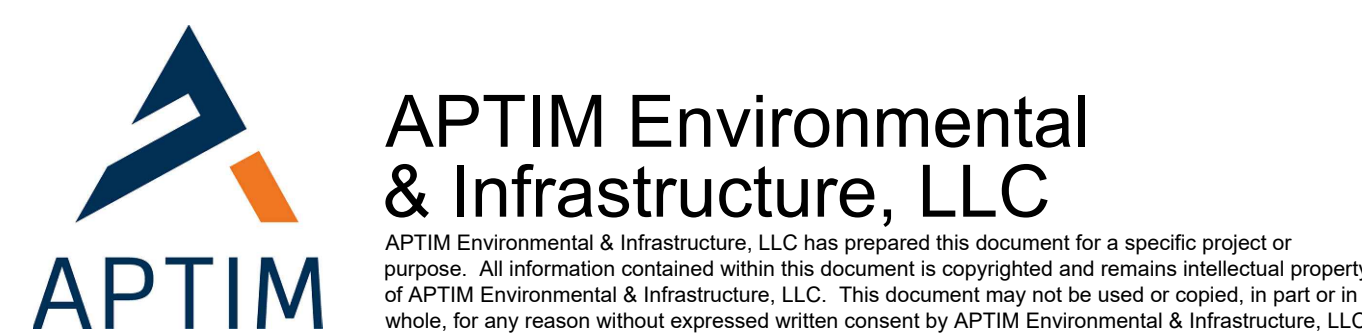 APTIM
APTIM Environmental
& Infrastructure, LLC
APTIM Environmental & Infrastructure, LLC has prepared this document for a specific project or
purpose.  All information contained within this document is copyrighted and remains intellectual property
of APTIM Environmental & Infrastructure, LLC.  This document may not be used or copied, in part or in
whole, for any reason without expressed written consent by APTIM Environmental & Infrastructure, LLC